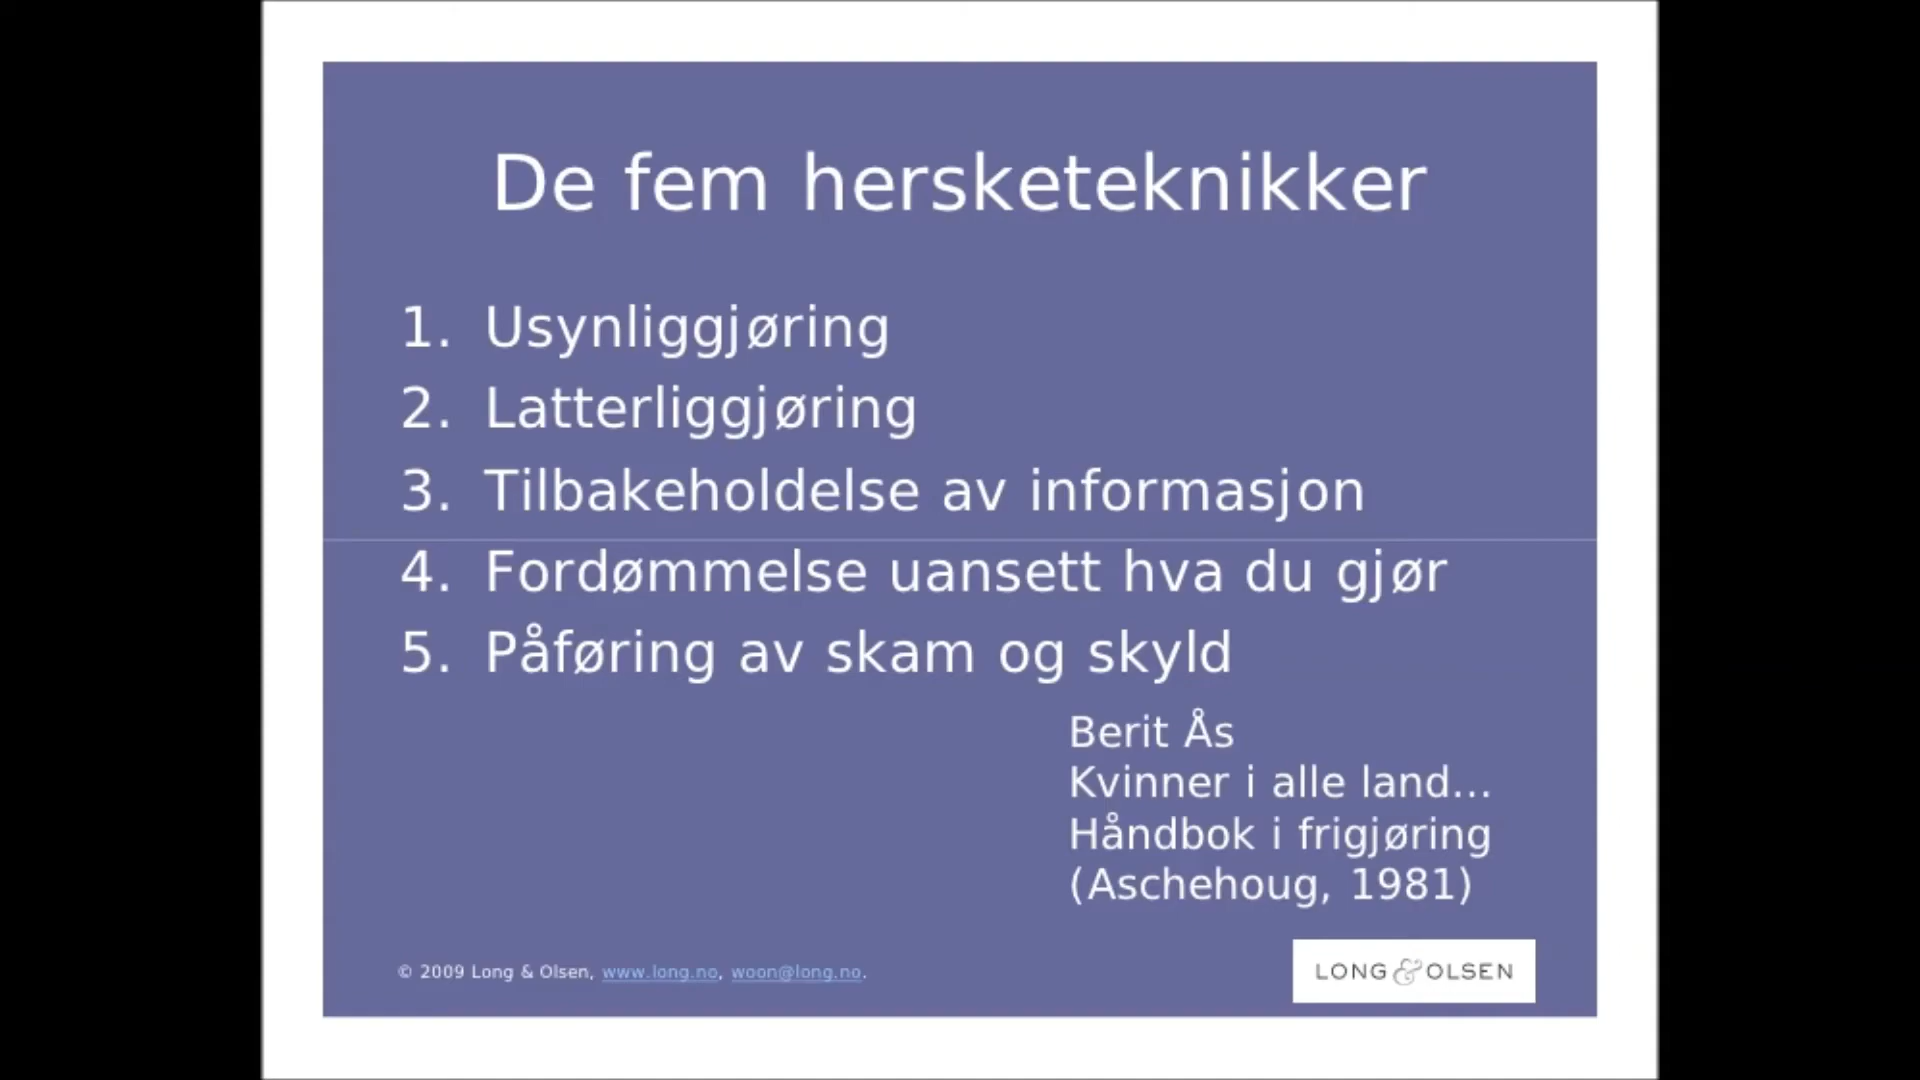 De fem hersketeknikker
1. Usynliggjøring
2. Latterliggjøring
3. Tilbakeholdelse av informasjon
4. Fordømmelse uansett hva du gjør
5. Påføring av skam og skyld
Berit Ås
Kvinner i alle land...
Håndbok i frigjøring
(Aschehoug, 1981)
© 2009 Long & Olsen, www.long.no, woon@long.no.
LONG & OLSEN